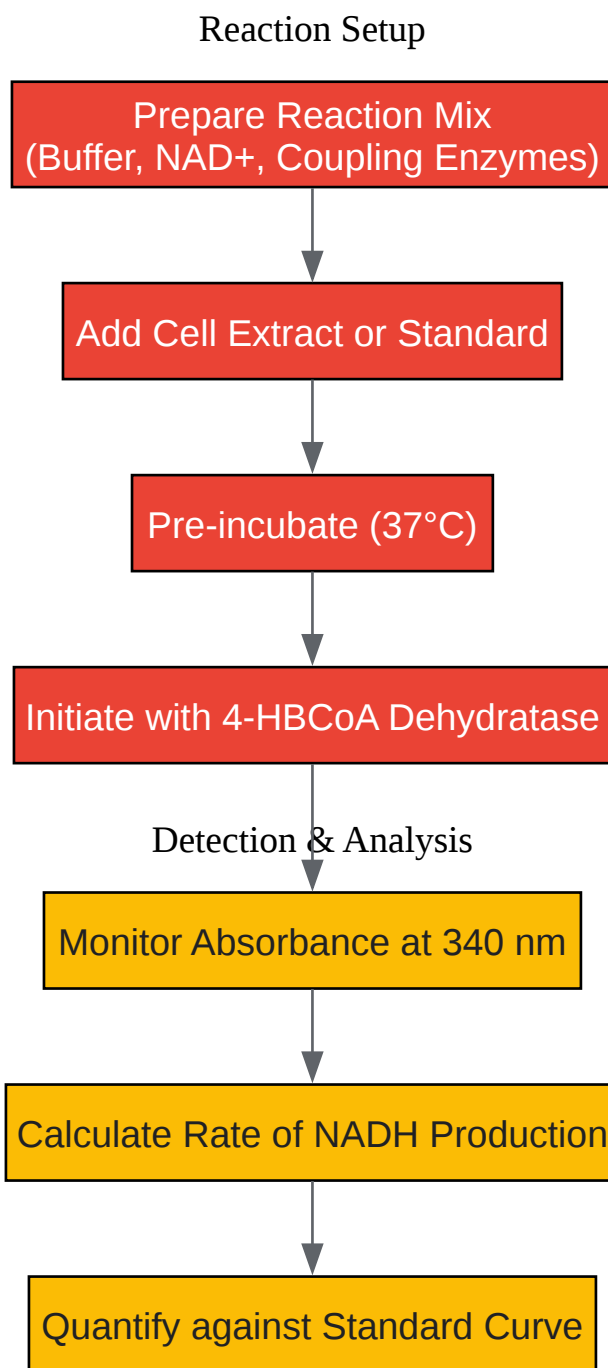 Reaction Setup
Prepare Reaction Mix
(Buffer, NAD+, Coupling Enzymes)
Add Cell Extract or Standard
Pre-incubate (37°C)
Initiate with 4-HBCoA Dehydratase
Detection & Analysis
Monitor Absorbance at 340 nm
Calculate Rate of NADH Production
Quantify against Standard Curve